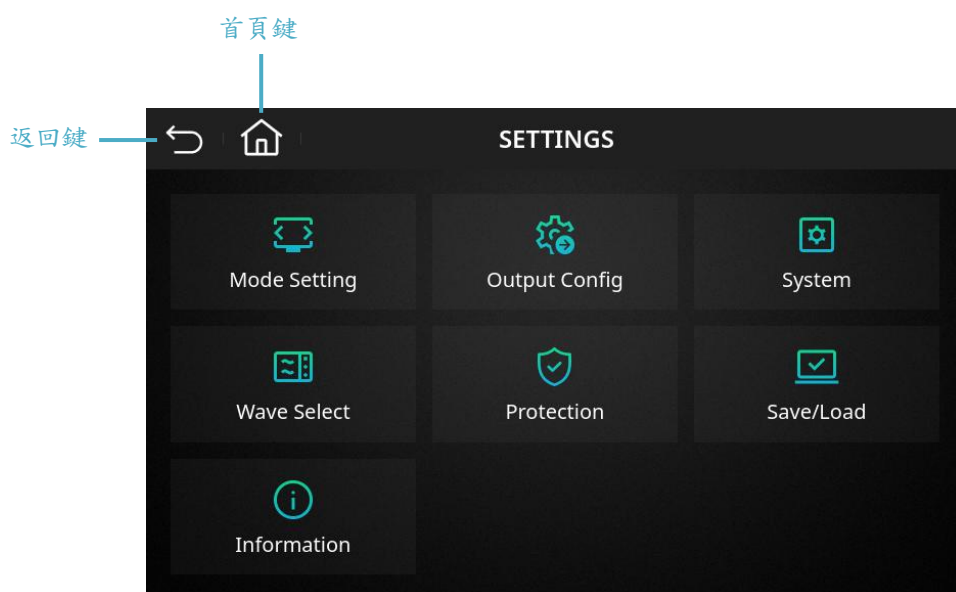 首頁鍵
返回鍵
SETTINGS
Mode Setting
Output Config
System
Wave Select
Protection
Save/Load
Information